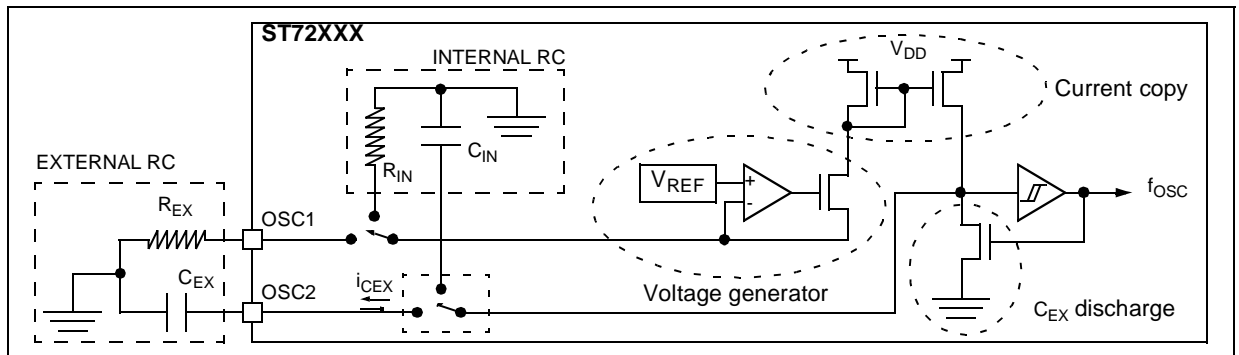 ST72XXX
INTERNAL RC
V_DD
Current copy
C_IN
R_IN
EXTERNAL RC
V_REF
+
-
f_OSC
R_EX
OSC1
C_EX
OSC2
i_CEX
Voltage generator
C_EX discharge